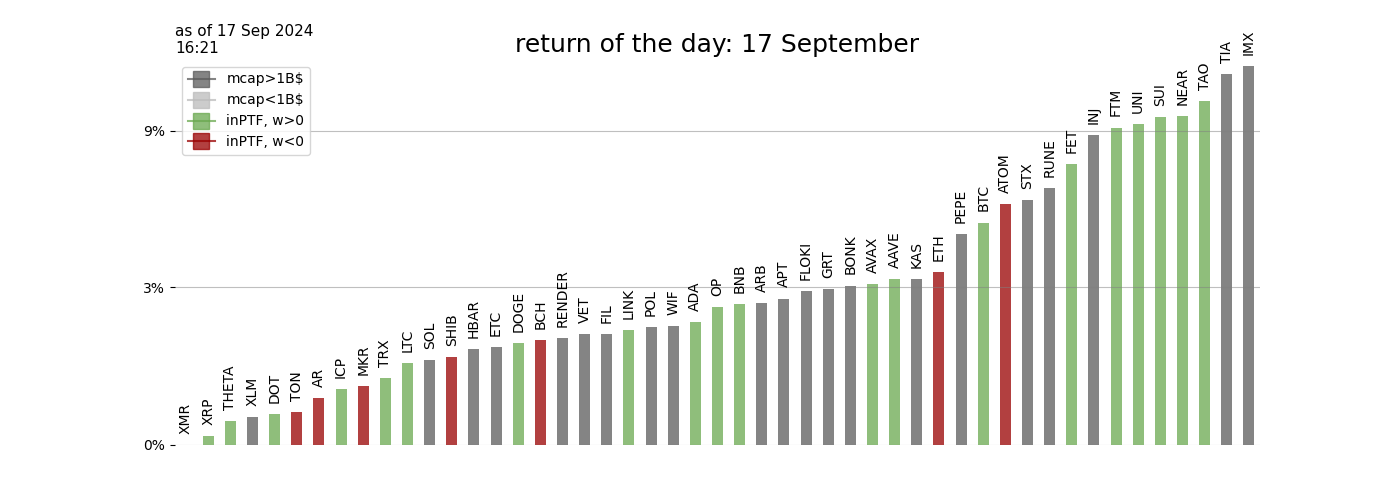 as of 17 Sep 2024
16:21
return of the day: 17 September
mcap>1B$
mcap<1B$
inPTF, w>0
inPTF, w<0
9%
3%
0%
XMR
XRP
THETA
XLM
DOT
TON
AR
ICP
MKR
TRX
LTC
SOL
SHIB
HBAR
ETC
DOGE
BCH
RENDER
VET
FIL
LINK
POL
WIF
ADA
OP
BNB
ARB
APT
FLOKI
GRT
BONK
AVAX
AAVE
KAS
ETH
PEPE
BTC
ATOM
STX
RUNE
FET
INJ
FTM
UNI
SUI
NEAR
TAO
TIA
IMX